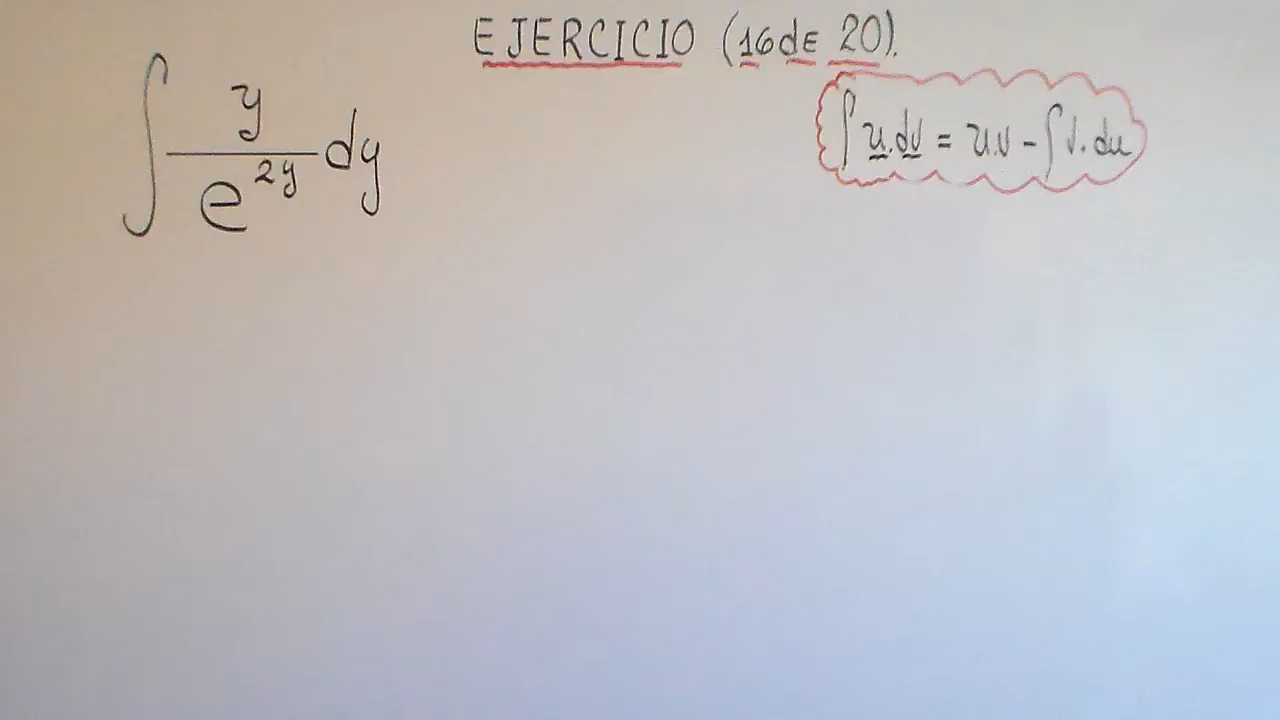 EJERCICIO (16 de 20).
∫ y/e^{2y} dy
∫ u.dv = u.v - ∫ v.du